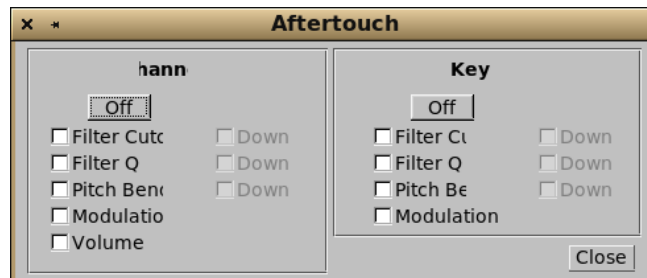 Aftertouch
hann
Off
Filter Cutc
Down
Filter Q
Down
Pitch Benc
Down
Modulatio
Volume
Key
Off
Filter Cu
Down
Filter Q
Down
Pitch Be
Down
Modulation
Close